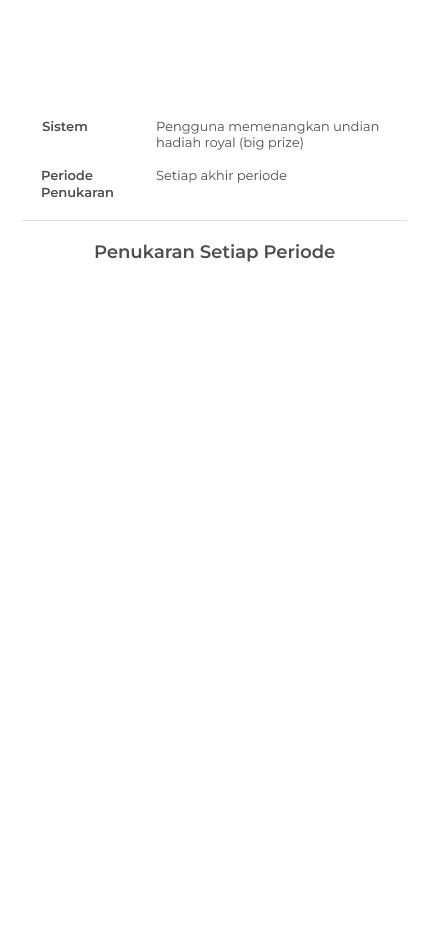 Sistem
Pengguna memenangkan undian
hadiah royal (big prize)
Periode
Penukaran
Setiap akhir periode
Penukaran Setiap Periode